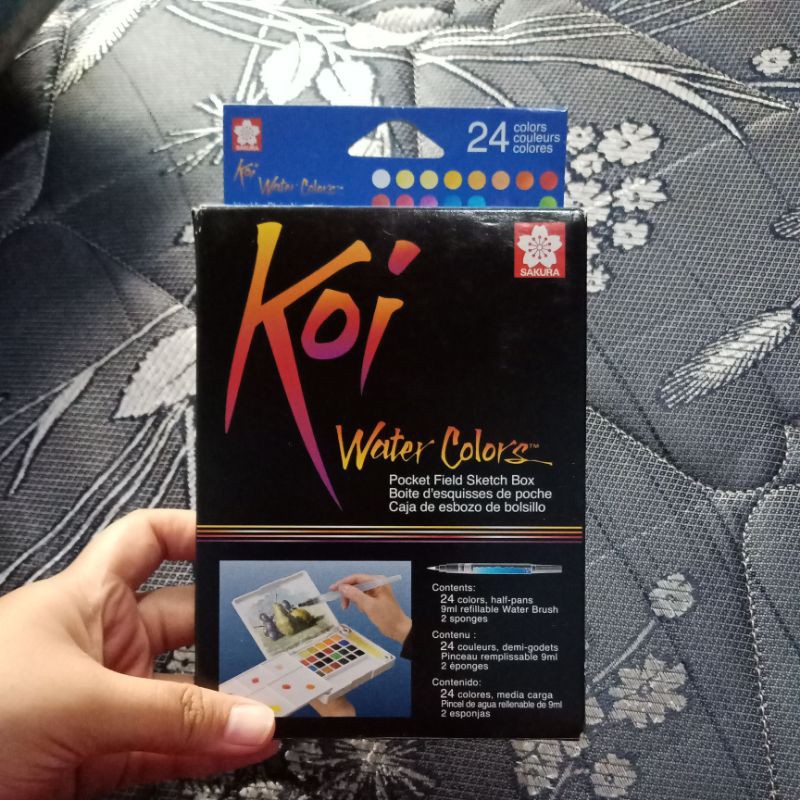 SAKURA
24 colors
couleurs
colores
Koi Water Colors™
Koi
SAKURA
Water Colors™
Pocket Field Sketch Box
Boite d'esquisses de poche
Caja de esbozo de bolsillo
Contents:
24 colors, half-pans
9ml refillable Water Brush
2 sponges
Contenu :
24 couleurs, demi-godets
Pinceau remplissable 9ml
2 éponges
Contenido:
24 colores, media carga
Pincel de agua rellenable de 9ml
2 esponjas